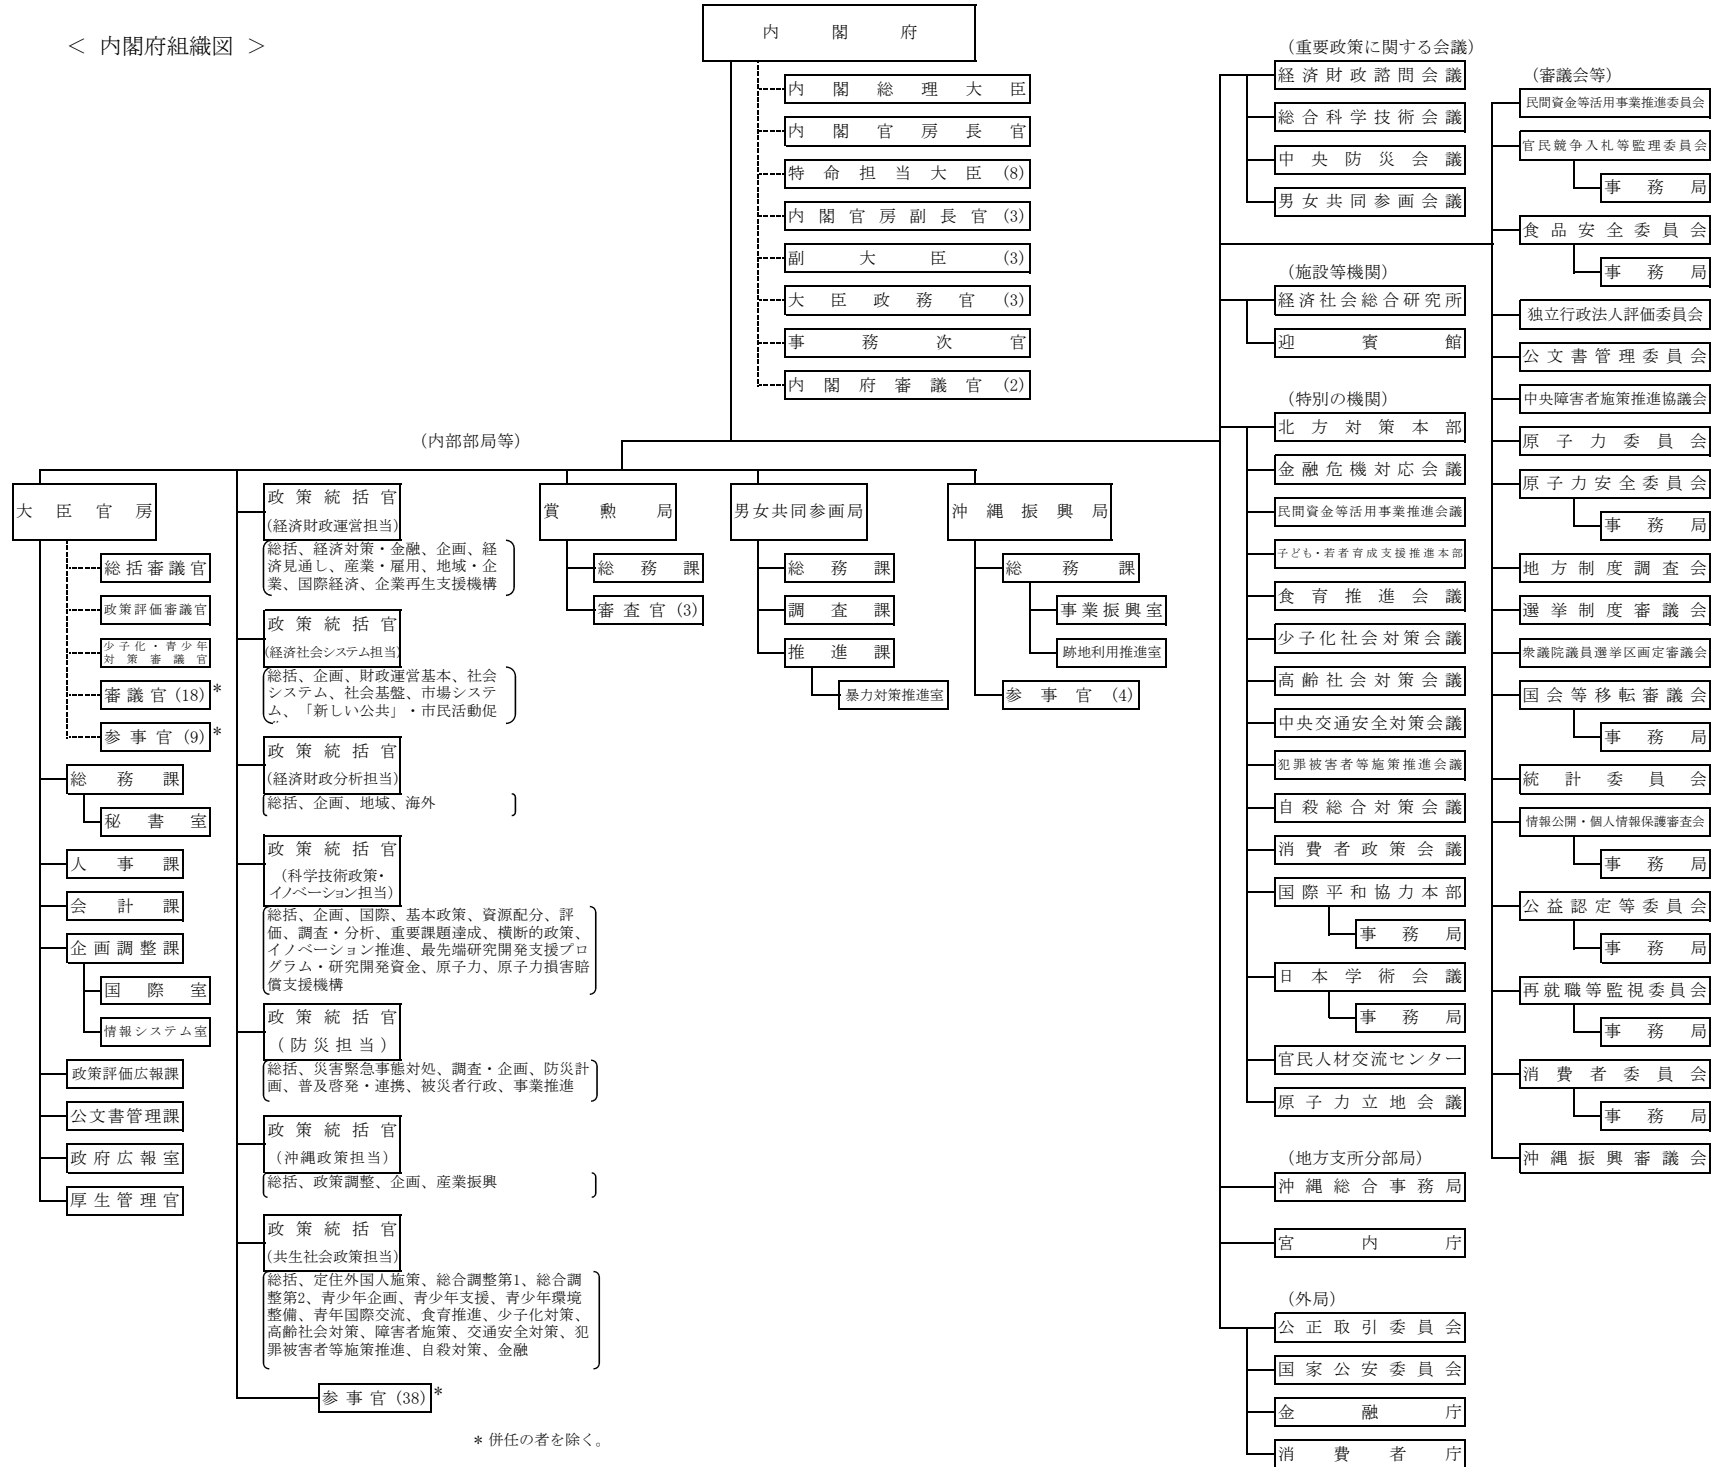 ＜ 内閣府組織図 ＞
内閣府
内閣総理大臣
内閣官房長官
特命担当大臣 (8)
内閣官房副長官 (3)
副大臣 (3)
大臣政務官 (3)
事務次官
内閣府審議官 (2)
（内部部局等）
大臣官房
総括審議官
政策評価審議官
少子化・青少年
対策審議官
審議官 (18) *
参事官 (9) *
総務課
秘書室
人事課
会計課
企画調整課
国際室
情報システム室
政策評価広報課
公文書管理課
政府広報室
厚生管理官
政策統括官
(経済財政運営担当)
総括、経済対策・金融、企画、経
済見通し、産業・雇用、地域・企
業、国際経済、企業再生支援機構
政策統括官
(経済社会システム担当)
総括、企画、財政運営基本、社会
システム、社会基盤、市場システ
ム、「新しい公共」・市民活動促
政策統括官
(経済財政分析担当)
総括、企画、地域、海外
政策統括官
（科学技術政策・
イノベーション担当）
総括、企画、国際、基本政策、資源配分、評
価、調査・分析、重要課題達成、横断的政策、
イノベーション推進、最先端研究開発支援プロ
グラム・研究開発資金、原子力、原子力損害賠
償支援機構
政策統括官
（防災担当）
総括、災害緊急事態対処、調査・企画、防災計
画、普及啓発・連携、被災者行政、事業推進
政策統括官
（沖縄政策担当）
総括、政策調整、企画、産業振興
政策統括官
(共生社会政策担当)
総括、定住外国人施策、総合調整第1、総合調
整第2、青少年企画、青少年支援、青少年環境
整備、青年国際交流、食育推進、少子化対策、
高齢社会対策、障害者施策、交通安全対策、犯
罪被害者等施策推進、自殺対策、金融
参事官 (38) *
賞勲局
総務課
審査官 (3)
男女共同参画局
総務課
調査課
推進課
暴力対策推進室
沖縄振興局
総務課
事業振興室
跡地利用推進室
参事官 (4)
* 併任の者を除く。
（重要政策に関する会議）
経済財政諮問会議
総合科学技術会議
中央防災会議
男女共同参画会議
（施設等機関）
経済社会総合研究所
迎賓館
（特別の機関）
北方対策本部
金融危機対応会議
民間資金等活用事業推進会議
子ども・若者育成支援推進本部
食育推進会議
少子化社会対策会議
高齢社会対策会議
中央交通安全対策会議
犯罪被害者等施策推進会議
自殺総合対策会議
消費者政策会議
国際平和協力本部
事務局
日本学術会議
事務局
官民人材交流センター
原子力立地会議
（地方支所分部局）
沖縄総合事務局
宮内庁
（外局）
公正取引委員会
国家公安委員会
金融庁
消費者庁
（審議会等）
民間資金等活用事業推進委員会
官民競争入札等監理委員会
事務局
食品安全委員会
事務局
独立行政法人評価委員会
公文書管理委員会
中央障害者施策推進協議会
原子力委員会
原子力安全委員会
事務局
地方制度調査会
選挙制度審議会
衆議院議員選挙区画定審議会
国会等移転審議会
事務局
統計委員会
情報公開・個人情報保護審査会
事務局
公益認定等委員会
事務局
再就職等監視委員会
事務局
消費者委員会
事務局
沖縄振興審議会